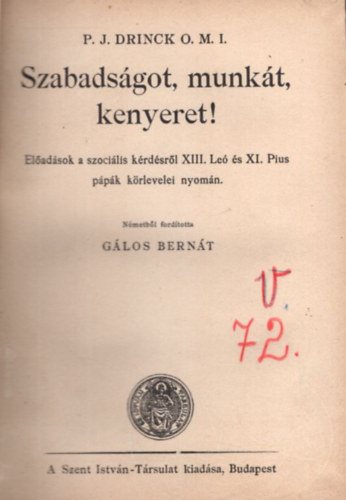 P. J. DRINCK O. M. I.
Szabadságot, munkát,
kenyeret!
Előadások a szociális kérdésről XIII. Leó és XI. Pius
pápák körlevelei nyomán.
Németből fordította
GÁLOS BERNÁT
V.
72.
A Szent István-Társulat kiadása, Budapest